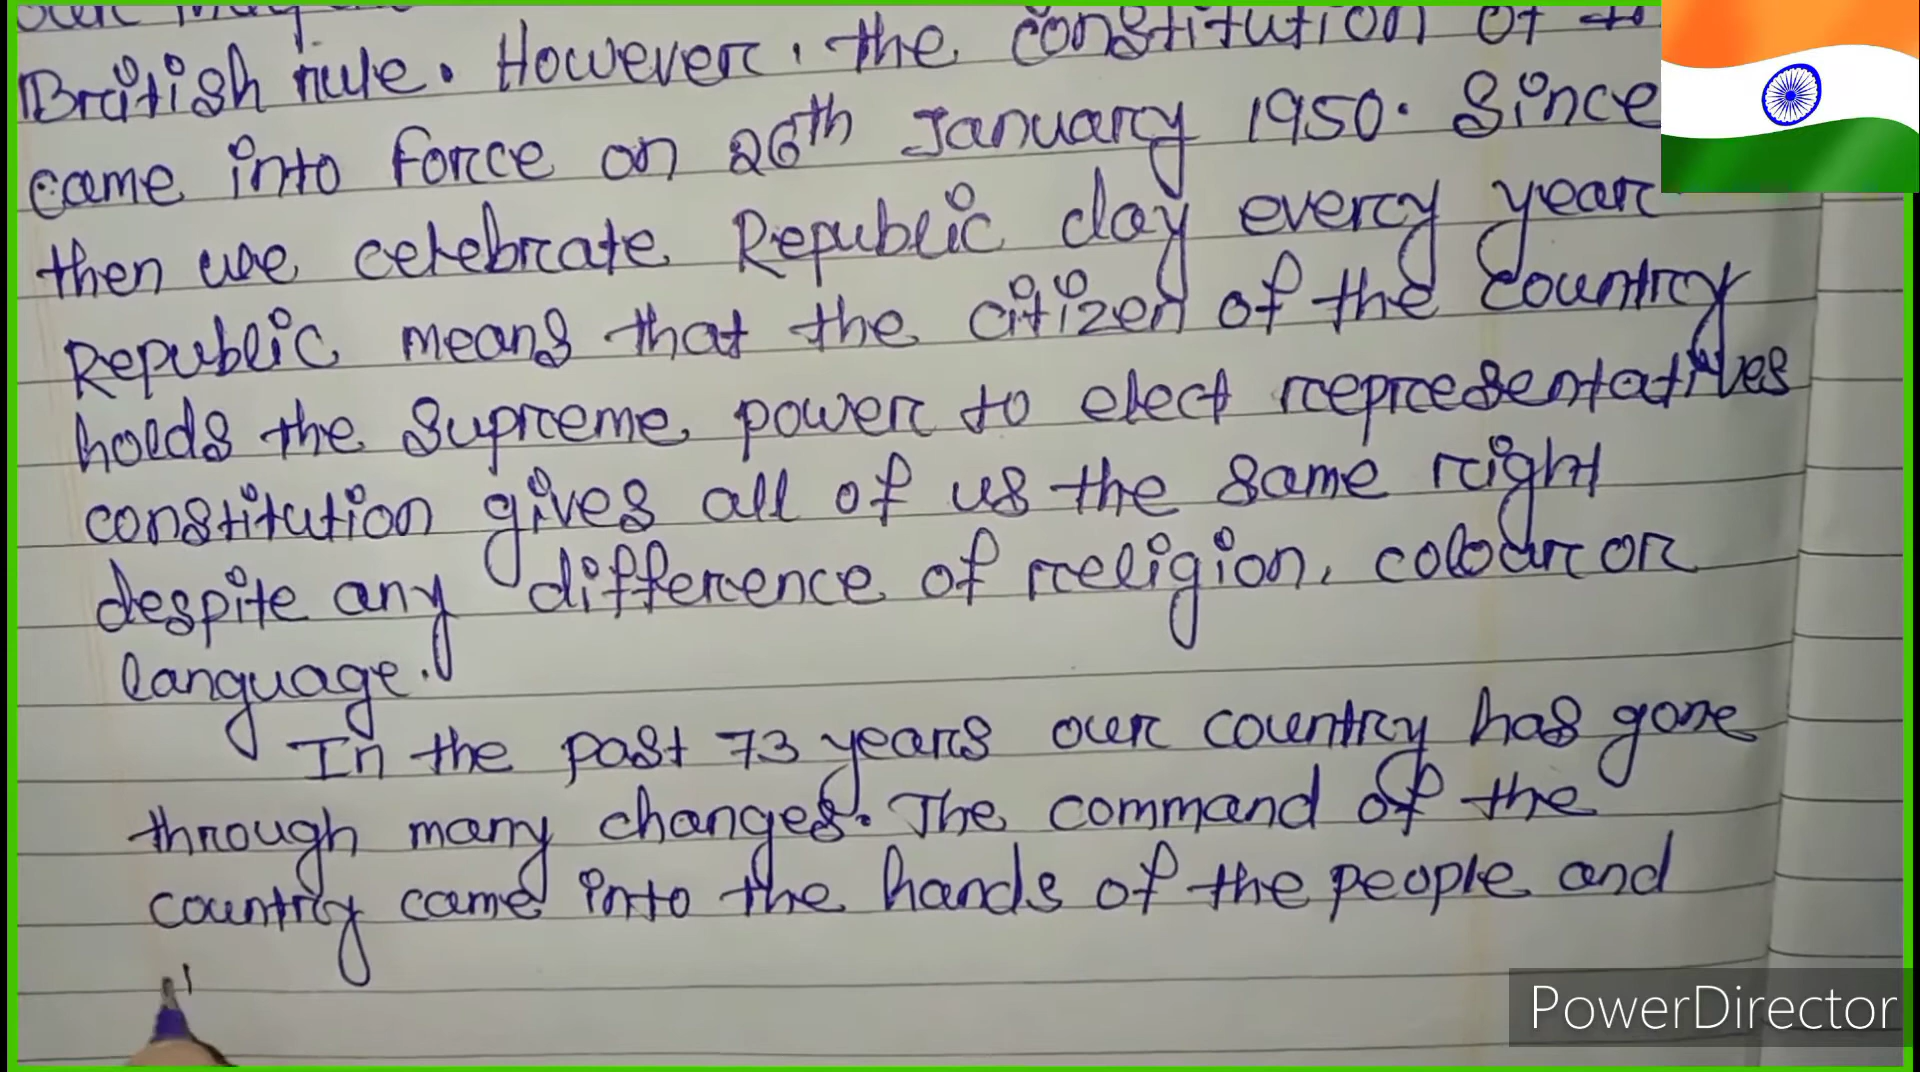 British rule. However, the constitution of
came into force on 26th January 1950. Since
then we celebrate Republic day every year
Republic means that the citizen of the country
holds the supreme power to elect representatives
constitution gives all of us the same right
despite any difference of religion, colour or
language.
In the past 73 years our country has gone
through many changes. The command of the
country came into the hands of the people and
PowerDirector